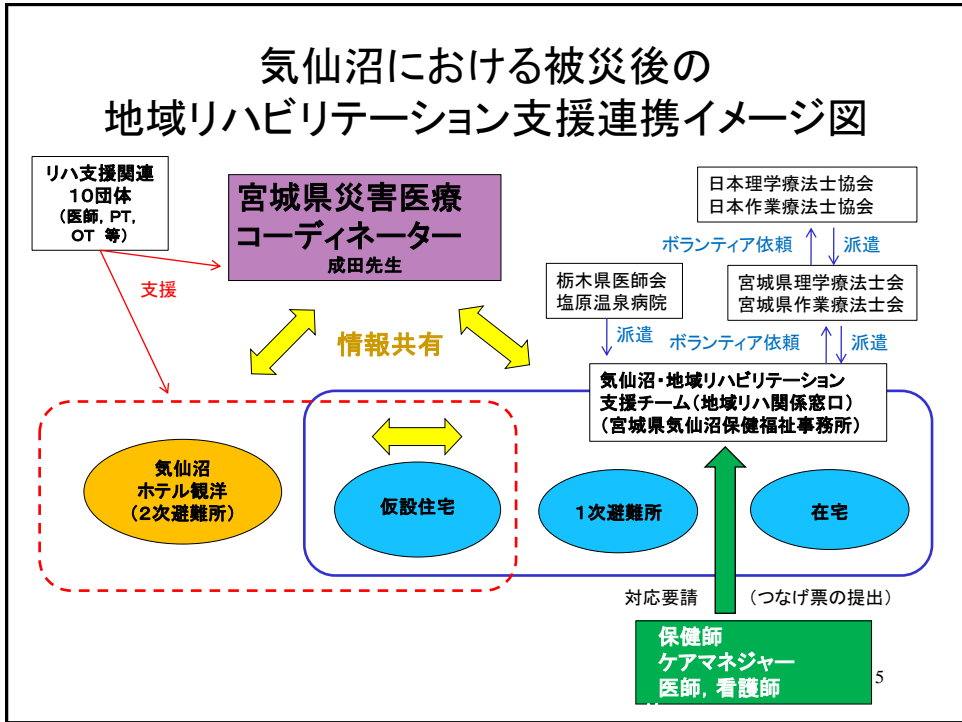 気仙沼における被災後の
地域リハビリテーション支援連携イメージ図
リハ支援関連
10団体
(医師, PT,
OT 等)
宮城県災害医療
コーディネーター
成田先生
日本理学療法士協会
日本作業療法士協会
ボランティア依頼
派遣
栃木県医師会
塩原温泉病院
宮城県理学療法士会
宮城県作業療法士会
支援
情報共有
派遣
ボランティア依頼
派遣
気仙沼・地域リハビリテーション
支援チーム(地域リハ関係窓口)
(宮城県気仙沼保健福祉事務所)
気仙沼
ホテル観洋
(2次避難所)
仮設住宅
1次避難所
在宅
対応要請
(つなげ票の提出)
保健師
ケアマネジャー
医師, 看護師
5